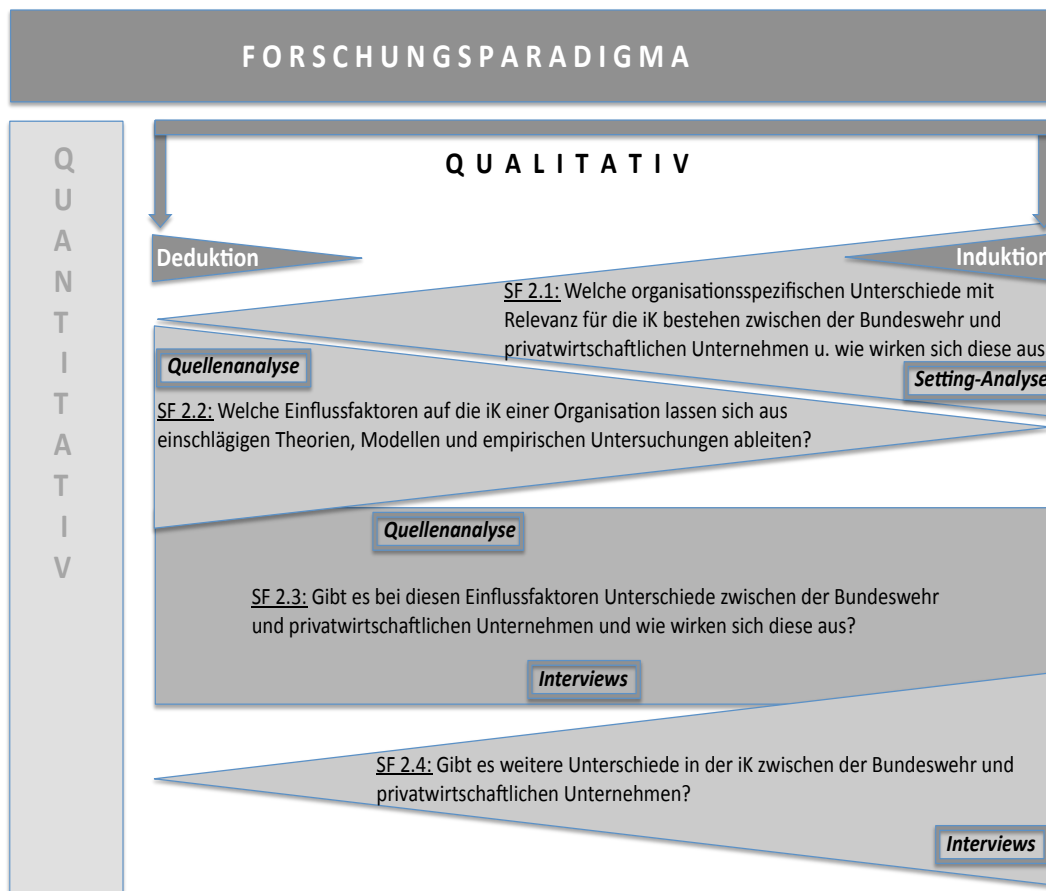 FORSCHUNGSPARADIGMA
QUANTITATIV
QUALITATIV
Deduktion
Induktion
SF 2.1: Welche organisationsspezifischen Unterschiede mit
Relevanz für die iK bestehen zwischen der Bundeswehr und
privatwirtschaftlichen Unternehmen u. wie wirken sich diese aus
Quellenanalyse
Setting-Analyse
SF 2.2: Welche Einflussfaktoren auf die iK einer Organisation lassen sich aus
einschlägigen Theorien, Modellen und empirischen Untersuchungen ableiten?
Quellenanalyse
SF 2.3: Gibt es bei diesen Einflussfaktoren Unterschiede zwischen der Bundeswehr
und privatwirtschaftlichen Unternehmen und wie wirken sich diese aus?
Interviews
SF 2.4: Gibt es weitere Unterschiede in der iK zwischen der Bundeswehr und
privatwirtschaftlichen Unternehmen?
Interviews